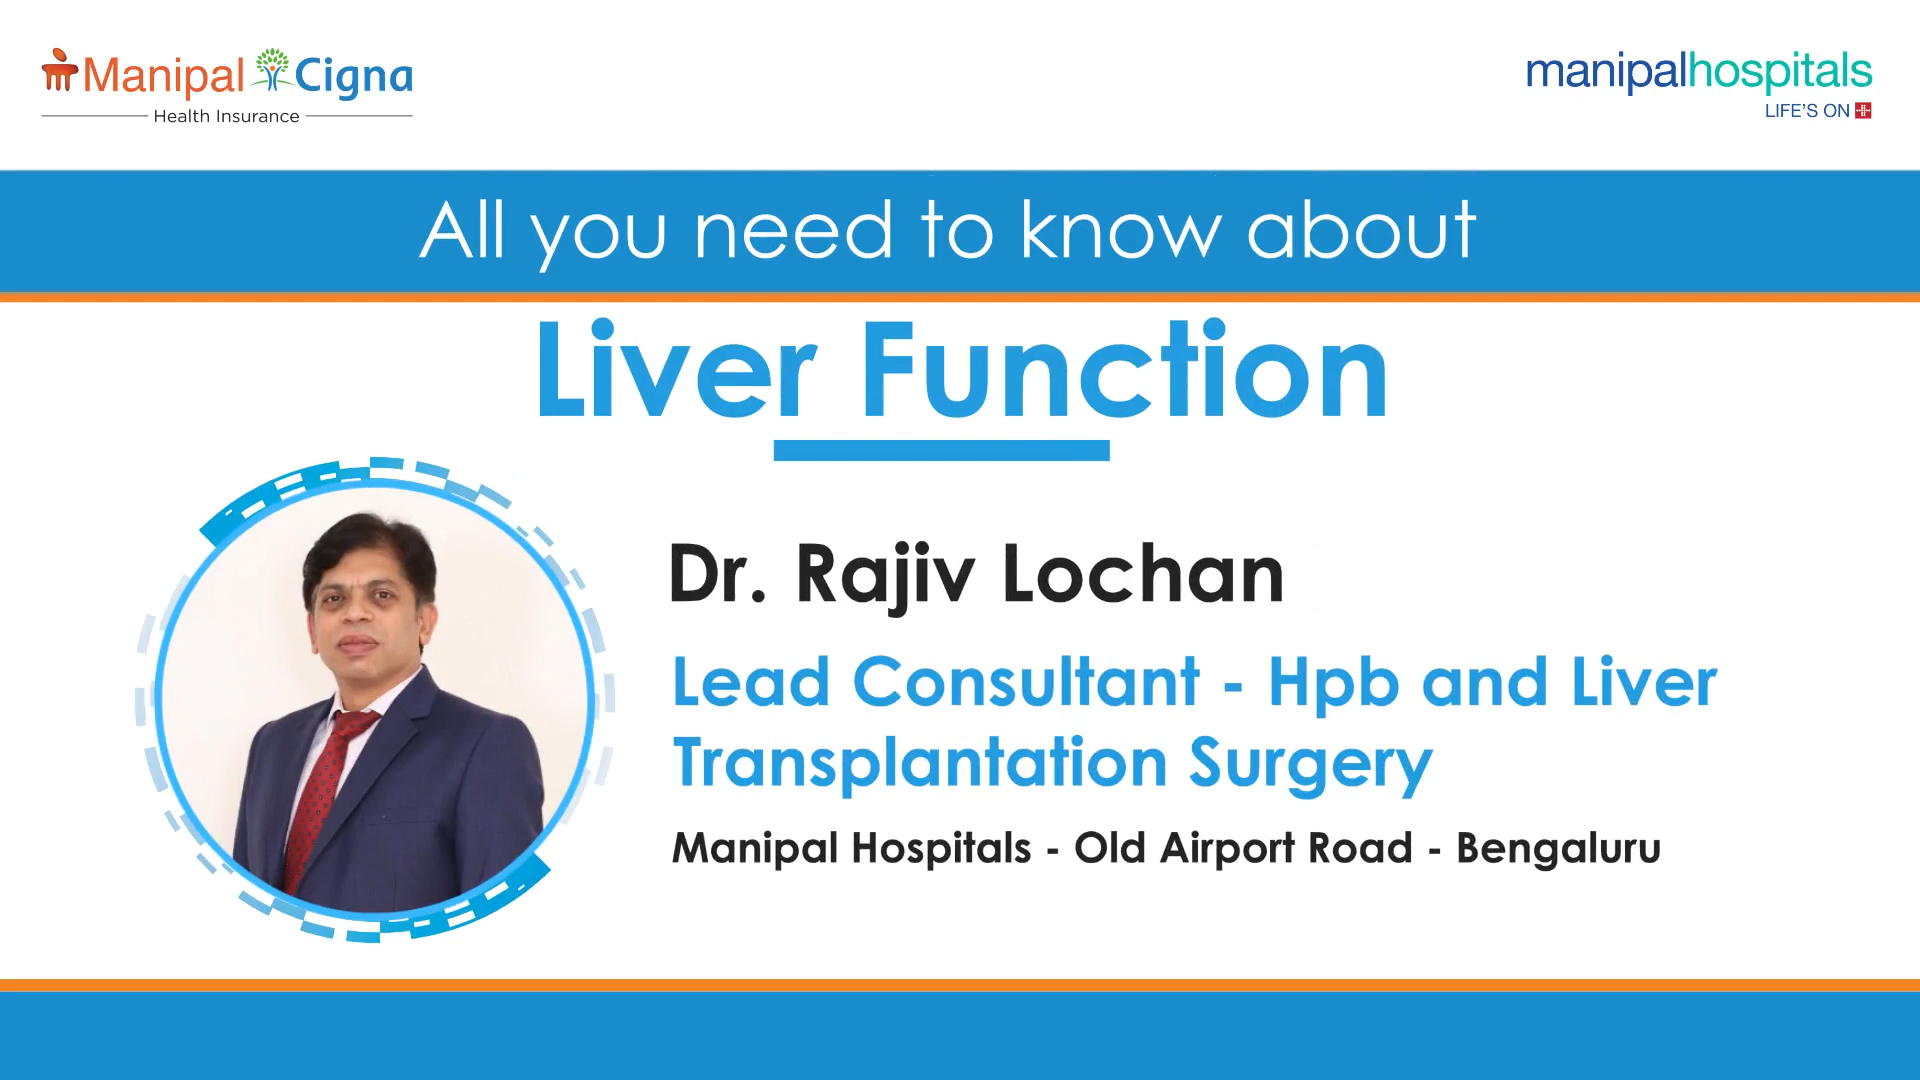 Manipal Cigna
Health Insurance
manipalhospitals
LIFE'S ON
All you need to know about
Liver Function
Dr. Rajiv Lochan
Lead Consultant - Hpb and Liver
Transplantation Surgery
Manipal Hospitals - Old Airport Road - Bengaluru